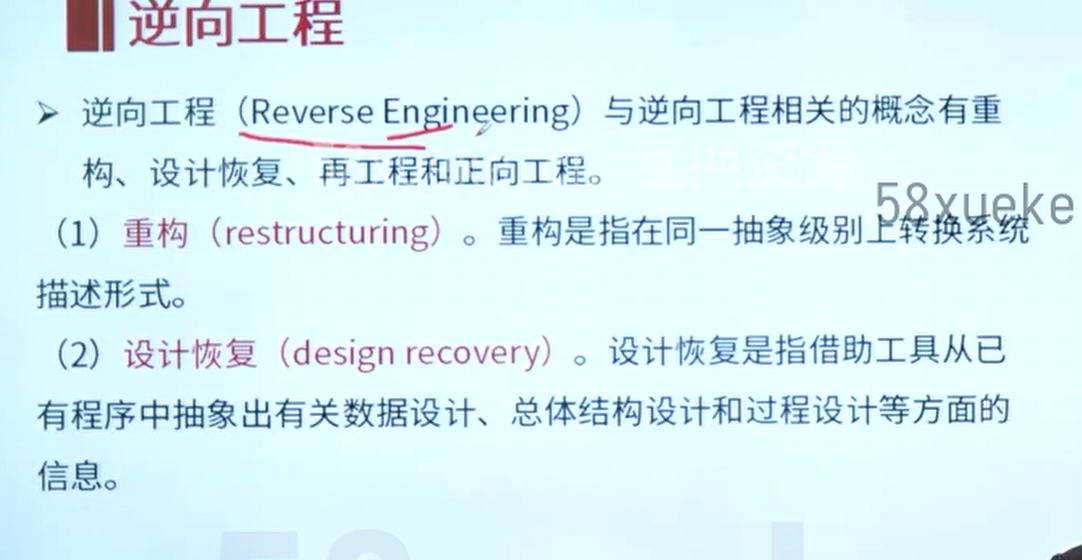 逆向工程
➢ 逆向工程（Reverse Engineering）与逆向工程相关的概念有重
构、设计恢复、再工程和正向工程。
互换资源
58xueke
（1）重构（restructuring）。重构是指在同一抽象级别上转换系统
描述形式。
（2）设计恢复（design recovery）。设计恢复是指借助工具从已
有程序中抽象出有关数据设计、总体结构设计和过程设计等方面的
信息。